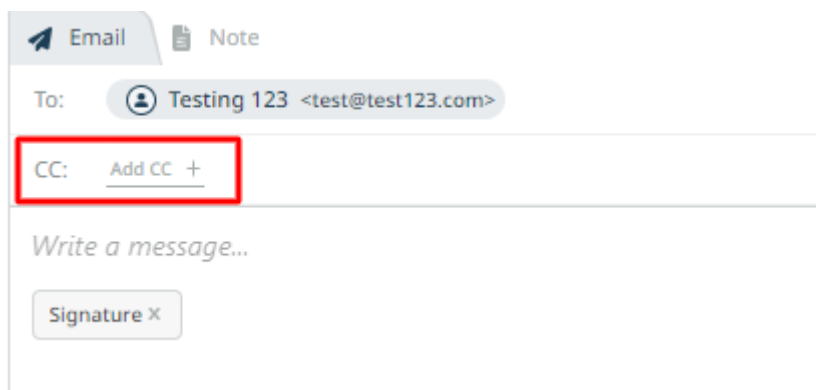 Email Note
To: Testing 123 <test@test123.com>
CC: Add CC +
Write a message...
Signature x